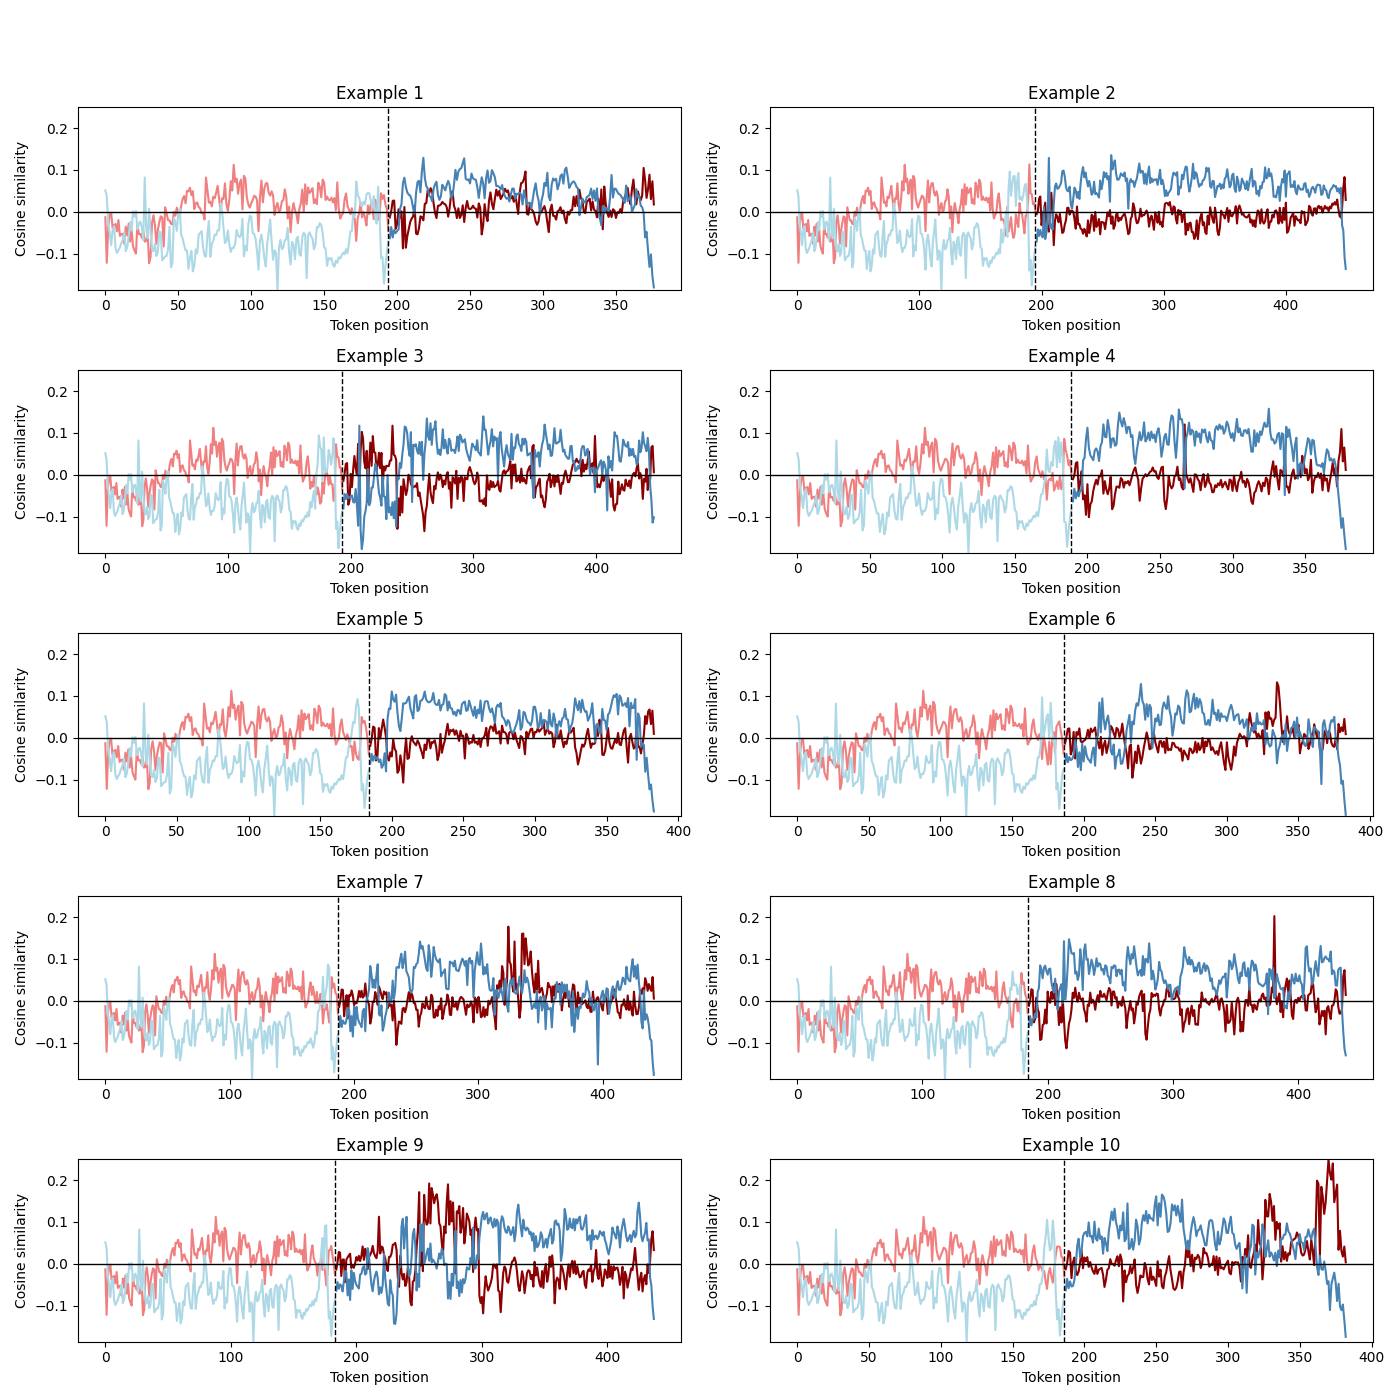 Example 1
Cosine similarity
0.2
0.1
0.0
−0.1
0 50 100 150 200 250 300 350
Token position
Example 2
Cosine similarity
0.2
0.1
0.0
−0.1
0 100 200 300 400
Token position
Example 3
Cosine similarity
0.2
0.1
0.0
−0.1
0 100 200 300 400
Token position
Example 4
Cosine similarity
0.2
0.1
0.0
−0.1
0 50 100 150 200 250 300 350
Token position
Example 5
Cosine similarity
0.2
0.1
0.0
−0.1
0 50 100 150 200 250 300 350 400
Token position
Example 6
Cosine similarity
0.2
0.1
0.0
−0.1
0 50 100 150 200 250 300 350 400
Token position
Example 7
Cosine similarity
0.2
0.1
0.0
−0.1
0 100 200 300 400
Token position
Example 8
Cosine similarity
0.2
0.1
0.0
−0.1
0 100 200 300 400
Token position
Example 9
Cosine similarity
0.2
0.1
0.0
−0.1
0 100 200 300 400
Token position
Example 10
Cosine similarity
0.2
0.1
0.0
−0.1
0 50 100 150 200 250 300 350 400
Token position